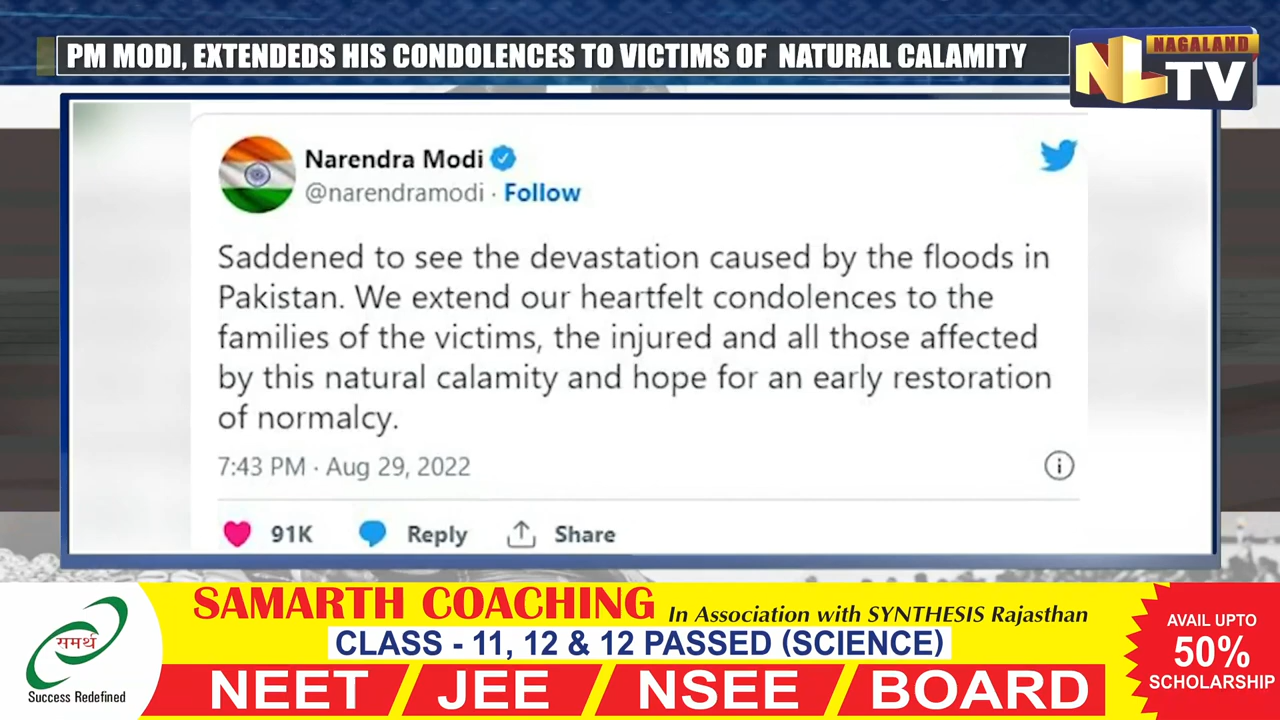 PM MODI, EXTENDEDS HIS CONDOLENCES TO VICTIMS OF NATURAL CALAMITY
NL NAGALAND
TV
Narendra Modi
@narendramodi · Follow
Saddened to see the devastation caused by the floods in
Pakistan. We extend our heartfelt condolences to the
families of the victims, the injured and all those affected
by this natural calamity and hope for an early restoration
of normalcy.
7:43 PM · Aug 29, 2022
91K Reply Share
समर्थ
Success Redefined
SAMARTH COACHING In Association with SYNTHESIS Rajasthan
CLASS - 11, 12 & 12 PASSED (SCIENCE)
NEET / JEE / NSEE / BOARD
AVAIL UPTO
50%
SCHOLARSHIP